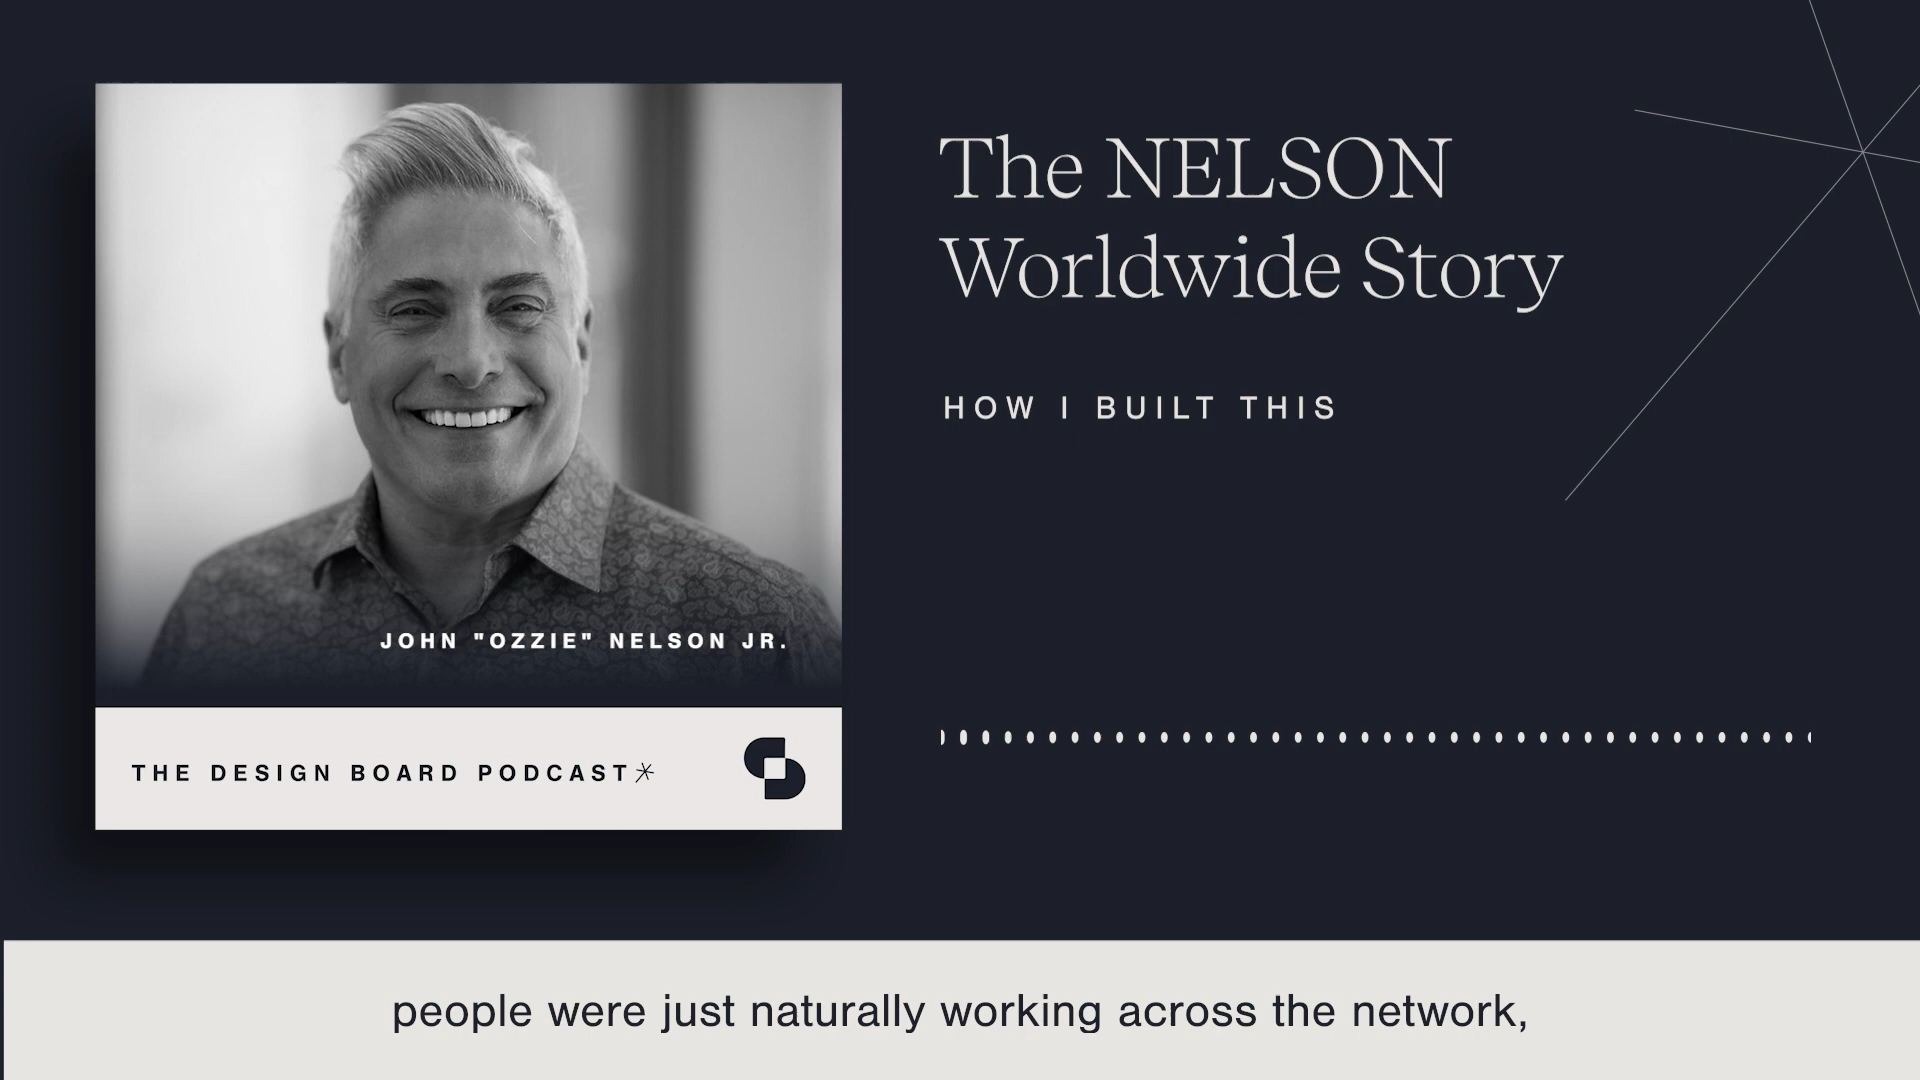 The NELSON
Worldwide Story
HOW I BUILT THIS
JOHN "OZZIE" NELSON JR.
THE DESIGN BOARD PODCAST
people were just naturally working across the network,